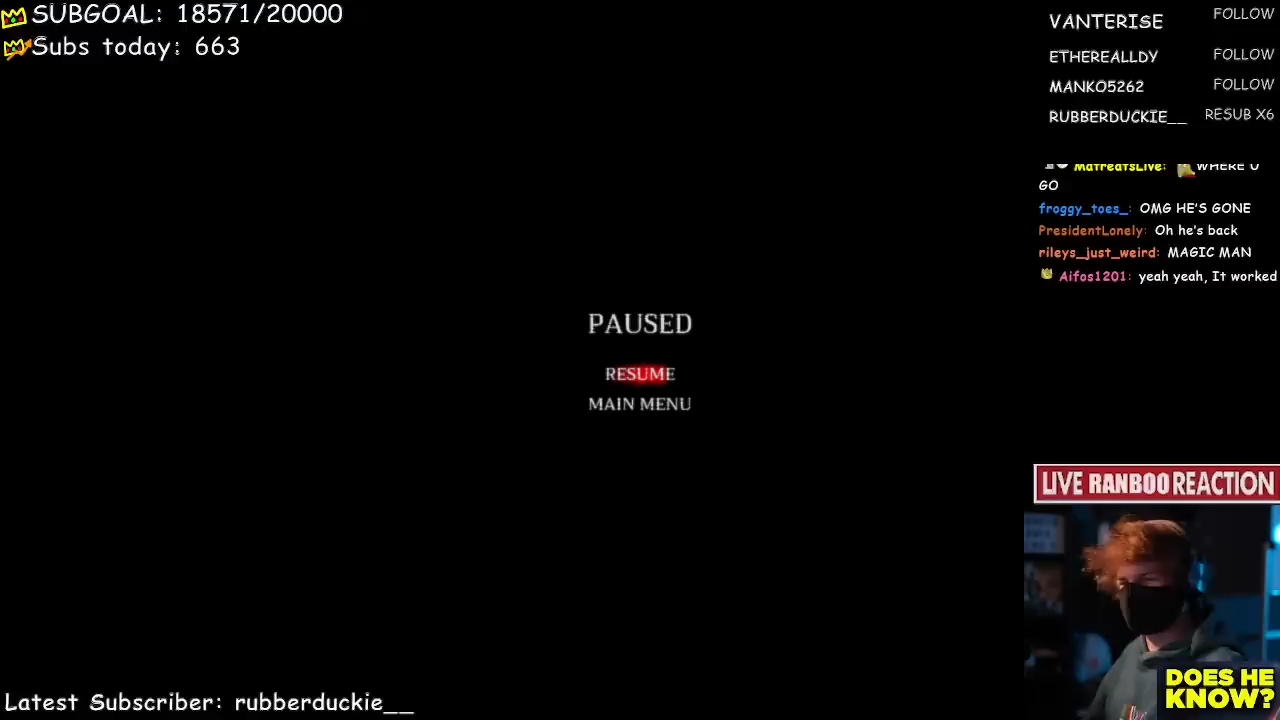 SUBGOAL: 18571/20000
Subs today: 663
VANTERISE FOLLOW
ETHEREALLDY FOLLOW
MANKO5262 FOLLOW
RUBBERDUCKIE__ RESUB X6
MatreatsLive: WHERE U
GO
froggy_toes_: OMG HE'S GONE
PresidentLonely: Oh he's back
rileys_just_weird: MAGIC MAN
Aifos1201: yeah yeah, It worked
PAUSED
RESUME
MAIN MENU
LIVE RANBOO REACTION
DOES HE
KNOW?
Latest Subscriber: rubberduckie__